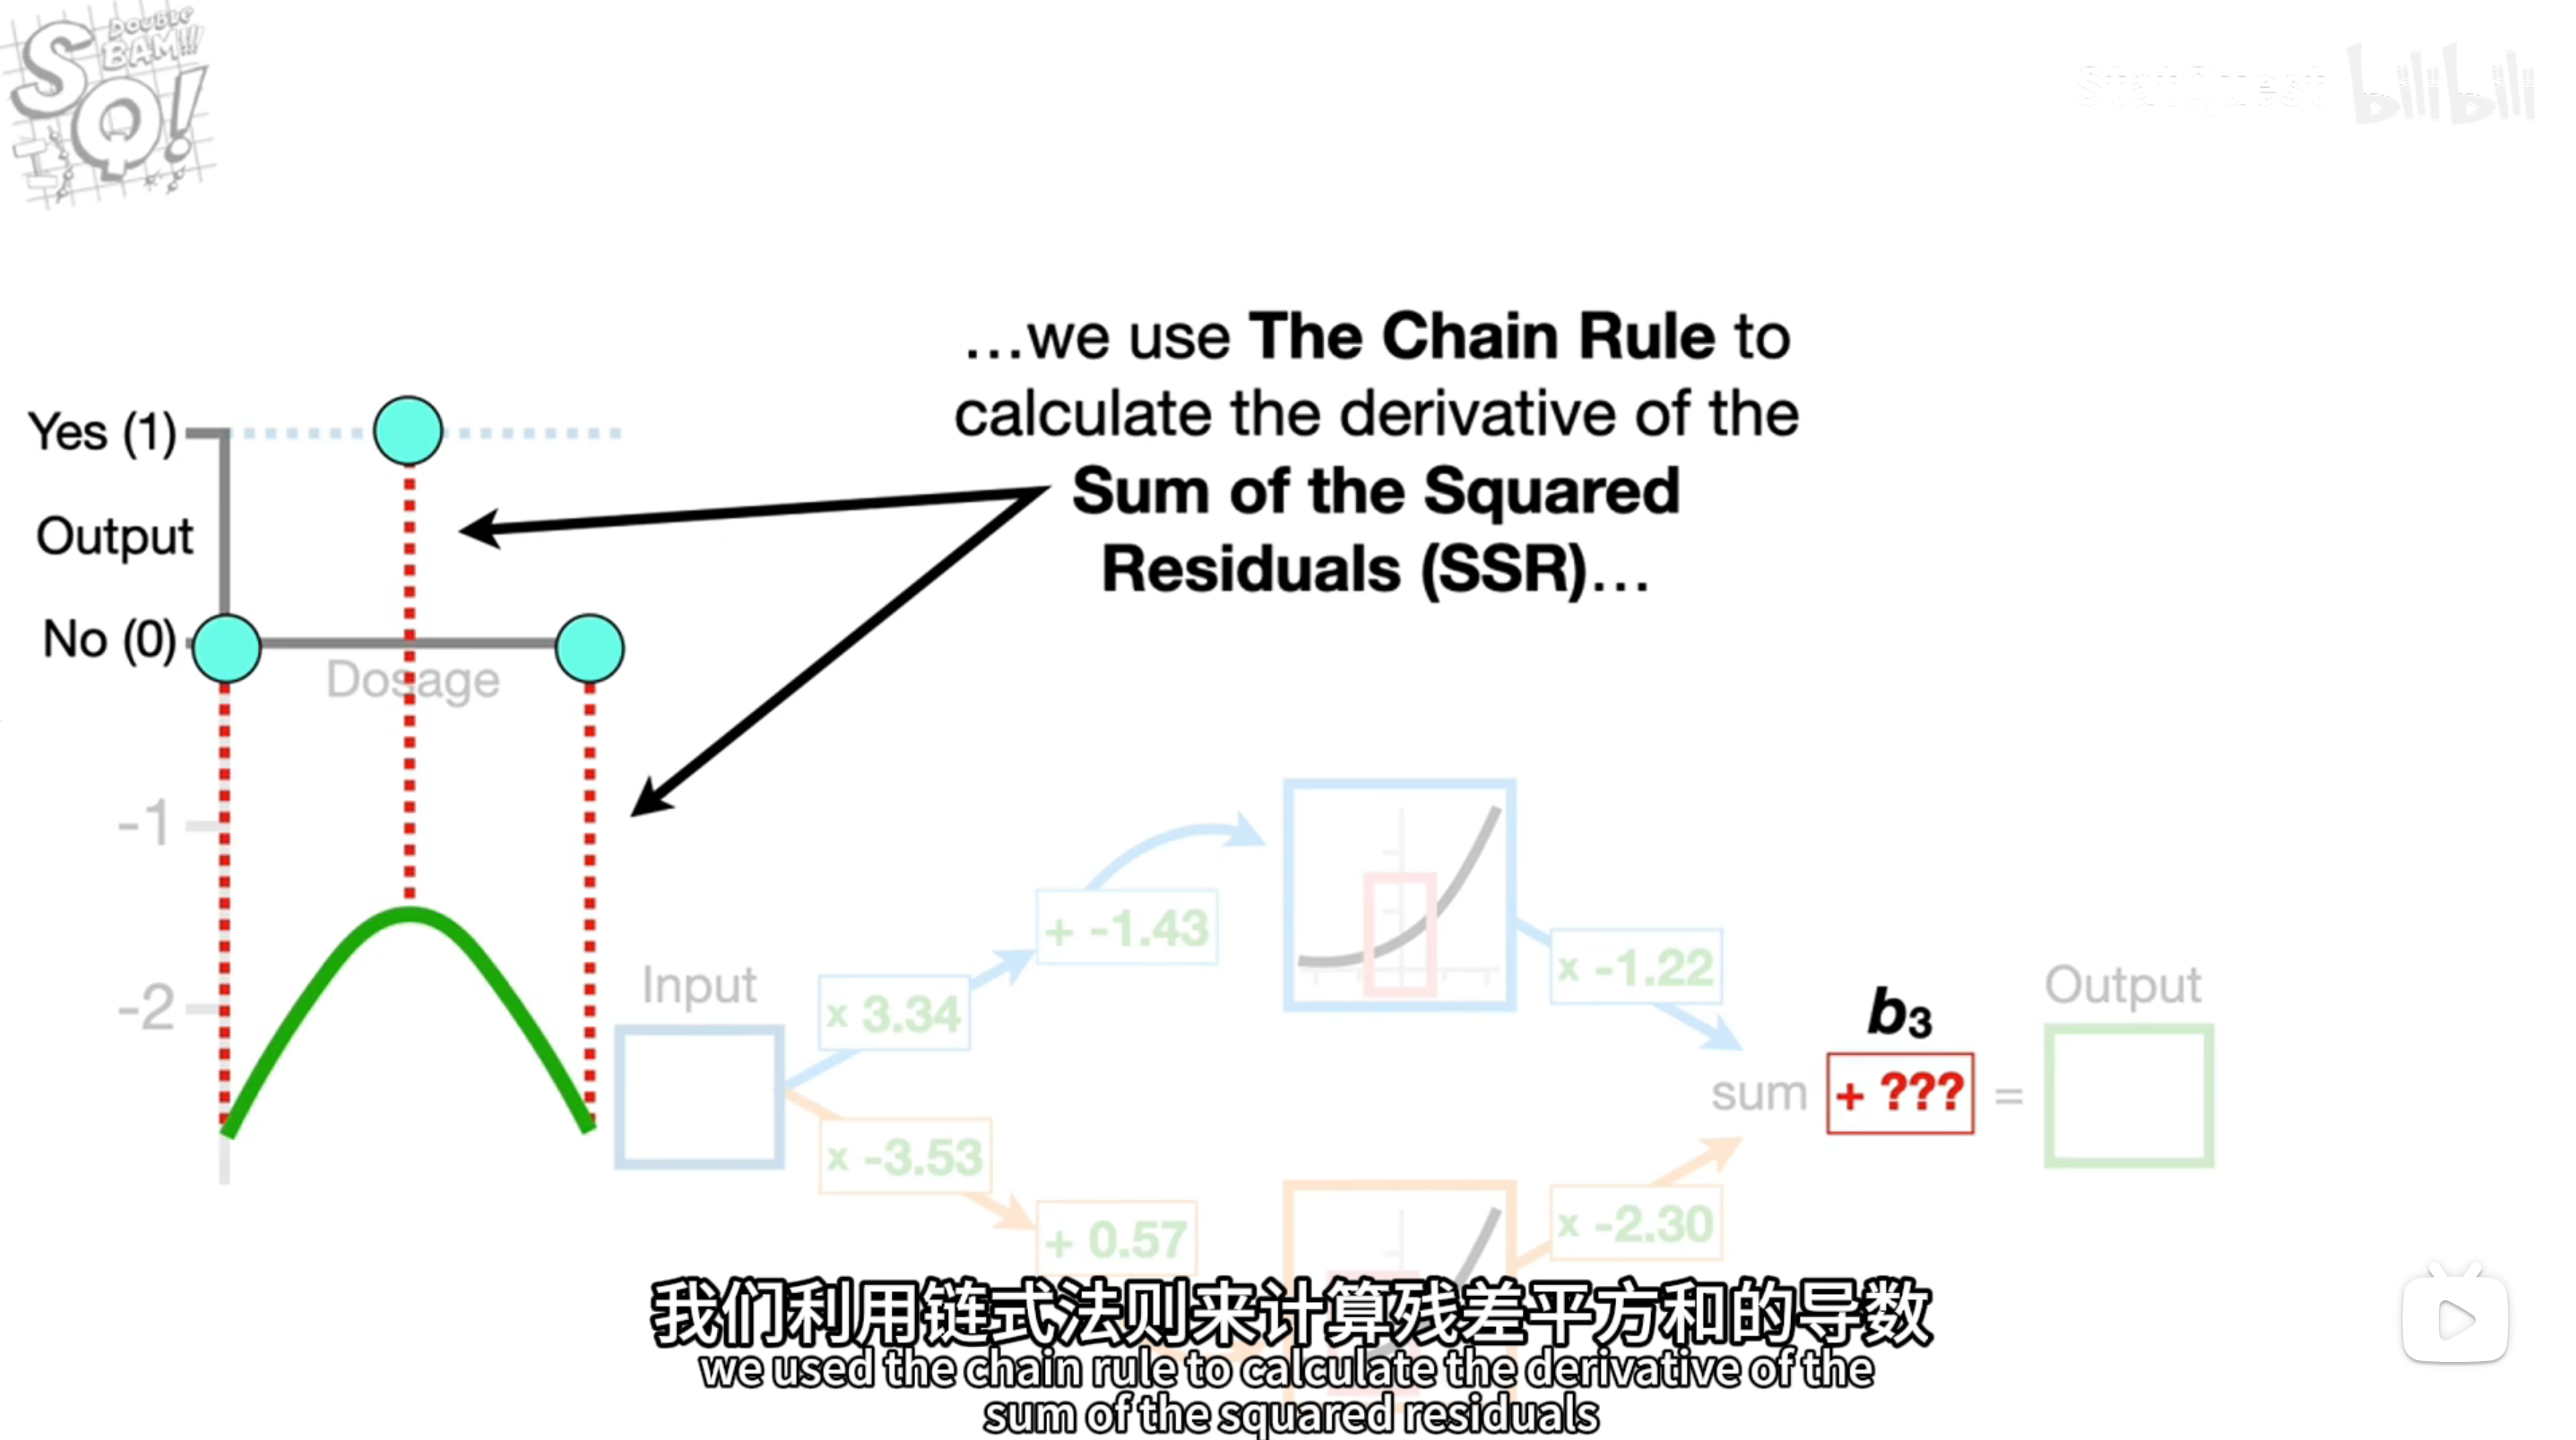 DOUBLE
BAM!!!
SQ!
StatQuest bilibili
…we use The Chain Rule to
calculate the derivative of the
Sum of the Squared
Residuals (SSR)…
Yes (1)
Output
No (0)
Dosage
-1
-2
Input
x 3.34
+ -1.43
x -1.22
x -3.53
+ 0.57
x -2.30
sum
b3
+ ???
=
Output
我们利用链式法则来计算残差平方和的导数
we used the chain rule to calculate the derivative of the
sum of the squared residuals